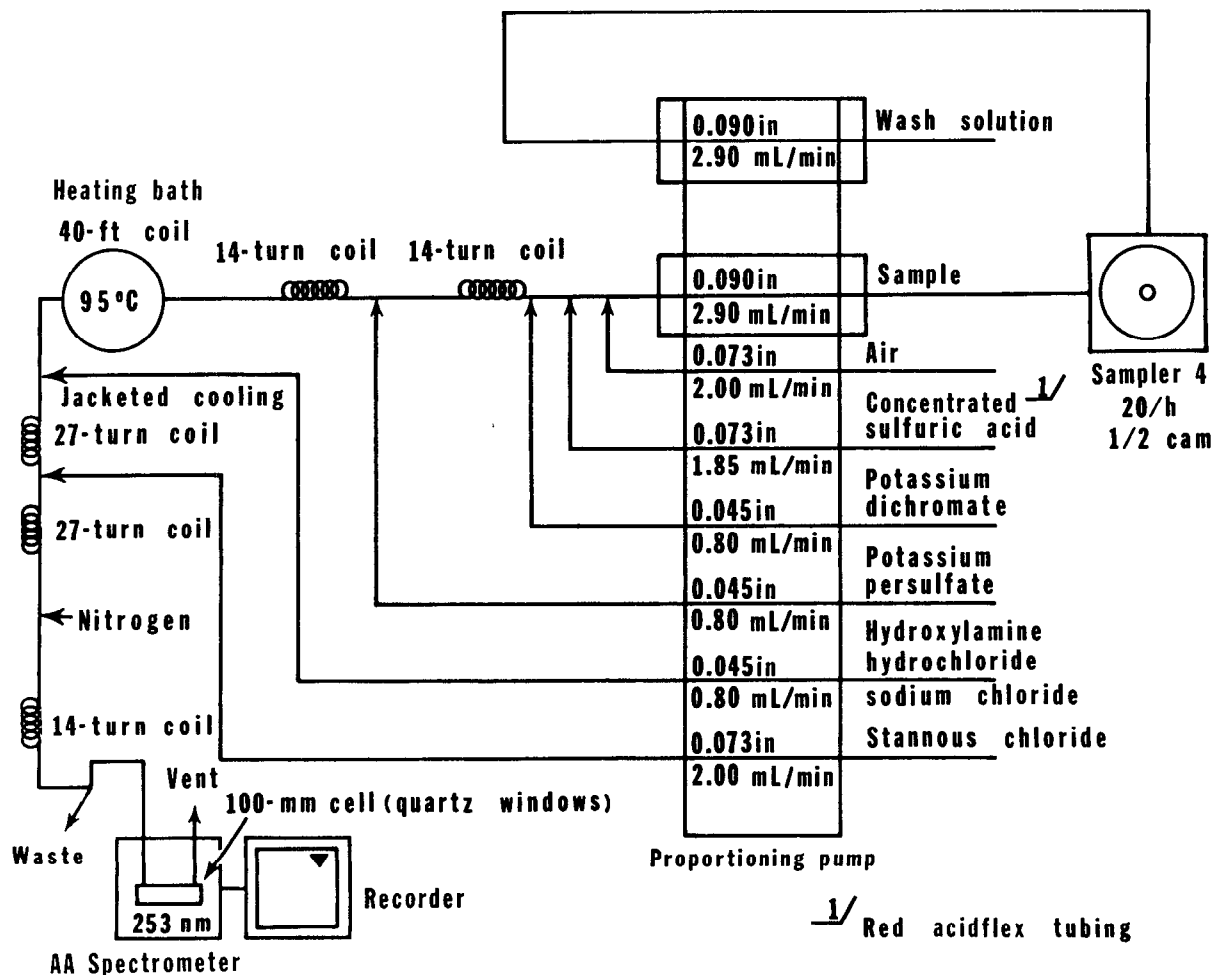 0.090in
Wash solution
2.90 mL/min
Heating bath
40-ft coil
14-turn coil
14-turn coil
95°C
0.090in
Sample
2.90 mL/min
0.073in
Air
2.00 mL/min
Sampler 4
20/h
1/2 cam
Concentrated 1/
sulfuric acid
0.073in
1.85 mL/min
Jacketed cooling
27-turn coil
Potassium
dichromate
0.045in
0.80 mL/min
27-turn coil
Potassium
persulfate
0.045in
0.80 mL/min
Nitrogen
Hydroxylamine
hydrochloride
0.045in
sodium chloride
0.80 mL/min
14-turn coil
Stannous chloride
0.073in
2.00 mL/min
Vent
100-mm cell (quartz windows)
Waste
Proportioning pump
Recorder
253 nm
AA Spectrometer
1/ Red acidflex tubing